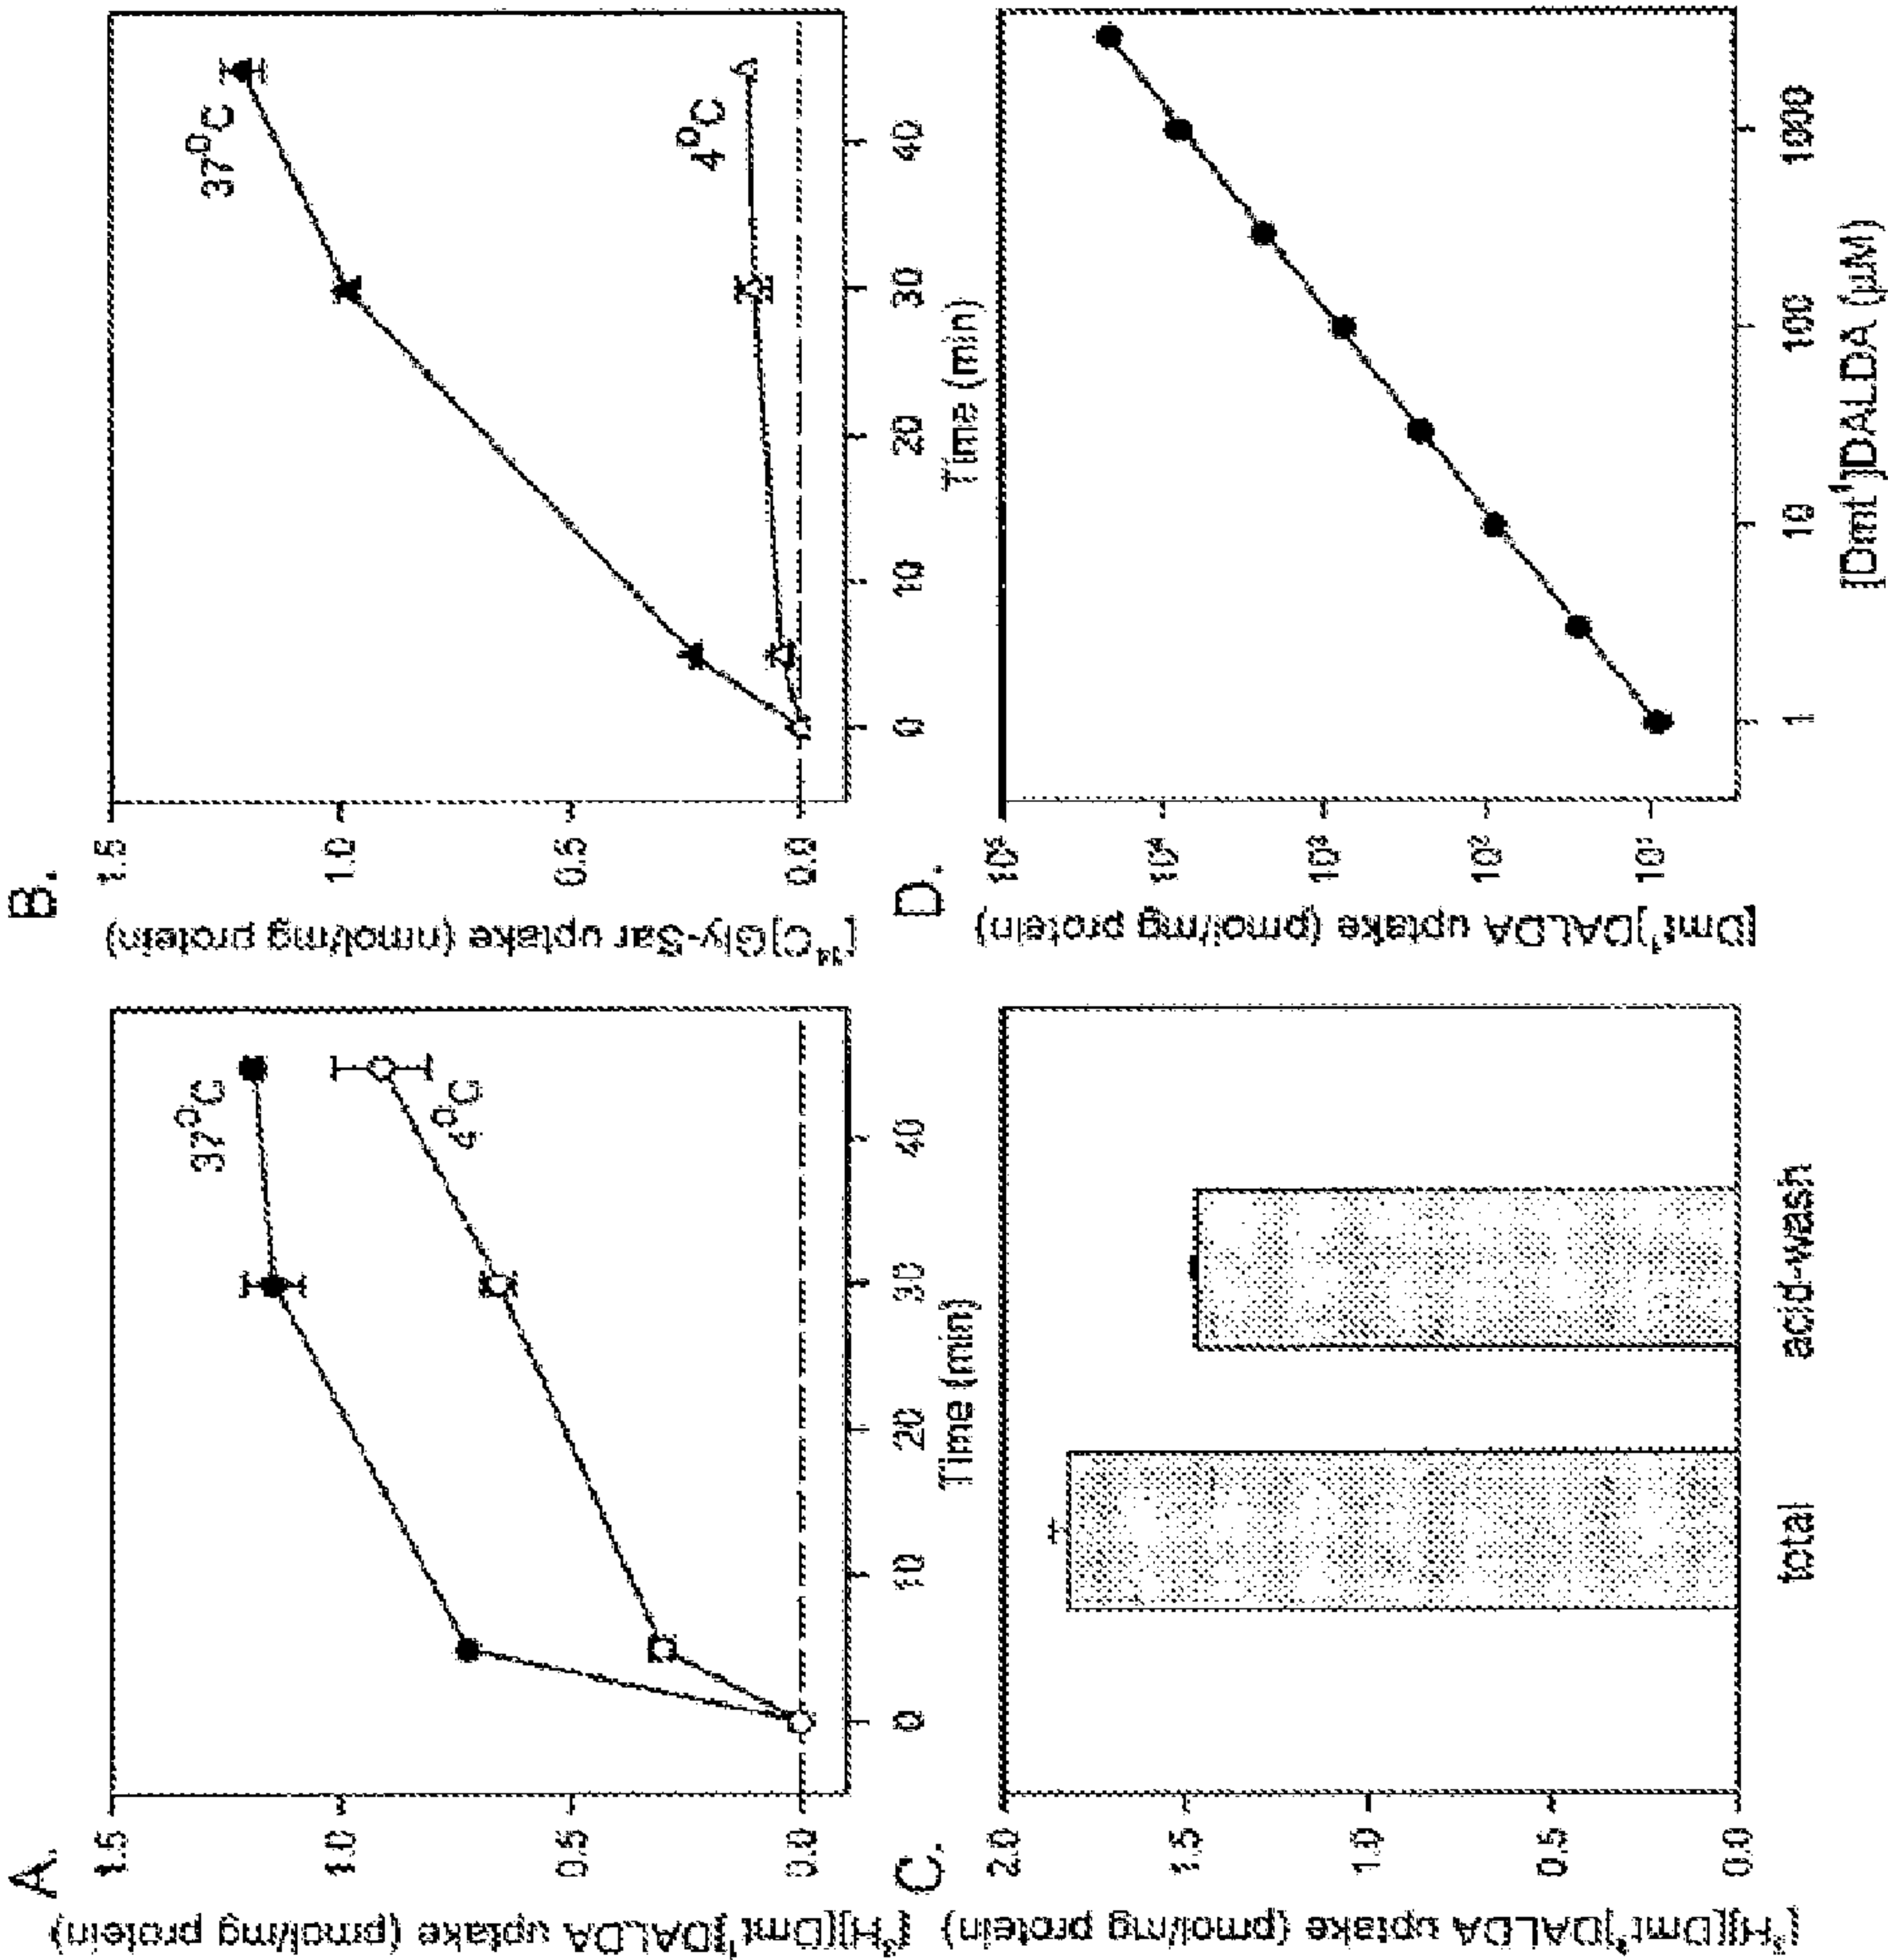 A.
[³H][Dmt¹]DALDA uptake (pmol/mg protein)
1.5
1.0
0.5
0.0
37⁰C
4⁰C
0 10 20 30 40
Time (min)
B.
[¹⁴C]Gly-Sar uptake (nmol/mg protein)
1.5
1.0
0.5
0.0
37⁰C
4⁰C
0 10 20 30 40
Time (min)
C.
[³H][Dmt¹]DALDA uptake (pmol/mg protein)
2.0
1.5
1.0
0.5
0.0
total acid-wash
D.
[Dmt¹]DALDA uptake (pmol/mg protein)
10⁵
10⁴
10³
10²
10¹
1 10 100 1000
[Dmt¹]DALDA (µM)